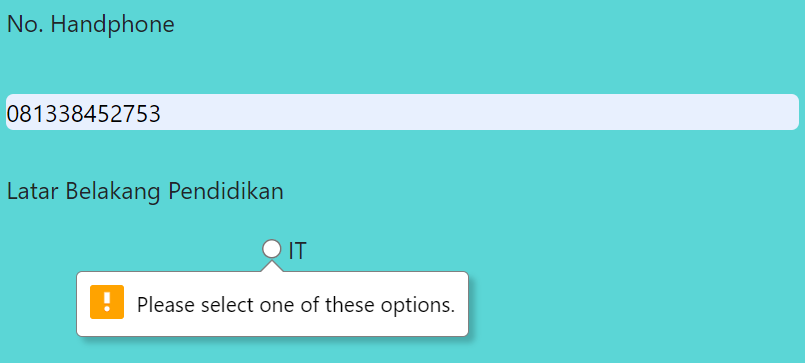 No. Handphone
081338452753
Latar Belakang Pendidikan
IT
Please select one of these options.